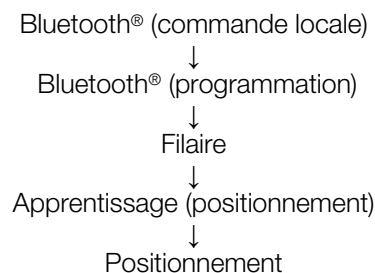 Bluetooth® (commande locale)
↓
Bluetooth® (programmation)
↓
Filaire
↓
Apprentissage (positionnement)
↓
Positionnement